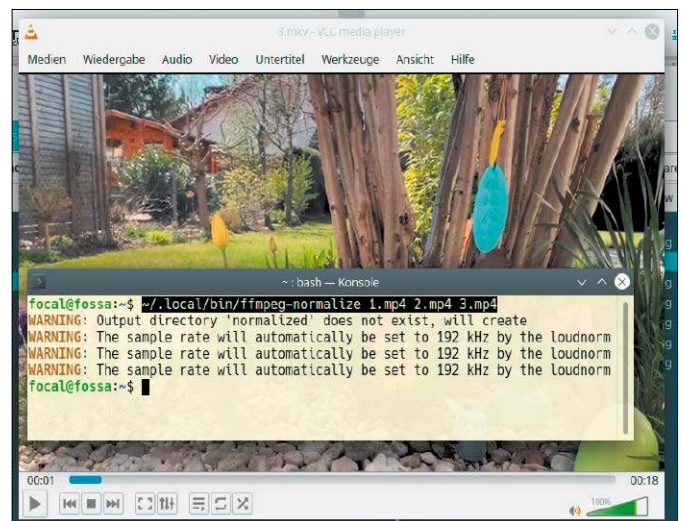 3.mkv - VLC media player
Medien Wiedergabe Audio Video Untertitel Werkzeuge Ansicht Hilfe
~ : bash — Konsole
focal@fossa:~$ ~/.local/bin/ffmpeg-normalize 1.mp4 2.mp4 3.mp4
WARNING: Output directory 'normalized' does not exist, will create
WARNING: The sample rate will automatically be set to 192 kHz by the loudnorm
WARNING: The sample rate will automatically be set to 192 kHz by the loudnorm
WARNING: The sample rate will automatically be set to 192 kHz by the loudnorm
focal@fossa:~$
00:01 00:18
100%